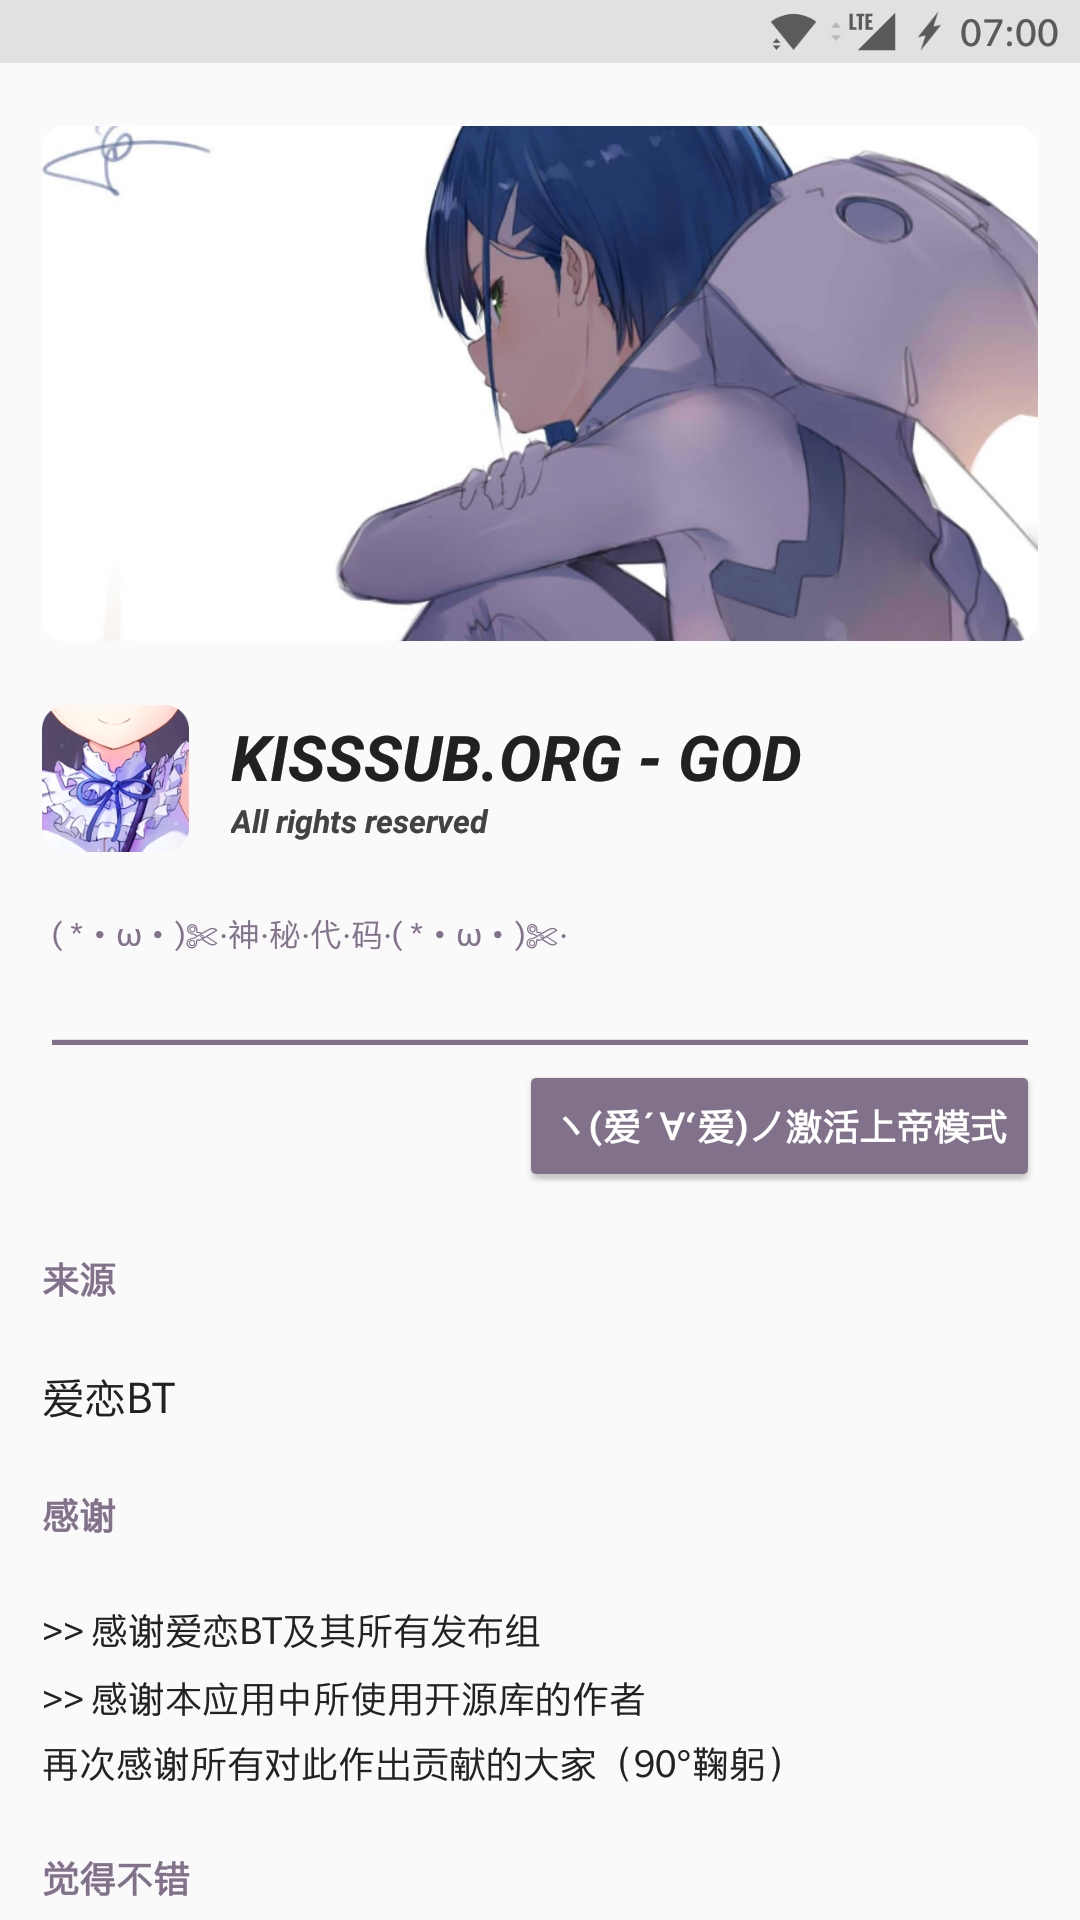 LTE 07:00
KISSSUB.ORG - GOD
All rights reserved
(*・ω・)✄·神·秘·代·码·(*・ω・)✄·
ヽ(爱´∀‘爱)ノ激活上帝模式
来源
爱恋BT
感谢
>> 感谢爱恋BT及其所有发布组
>> 感谢本应用中所使用开源库的作者
再次感谢所有对此作出贡献的大家（90°鞠躬）
觉得不错